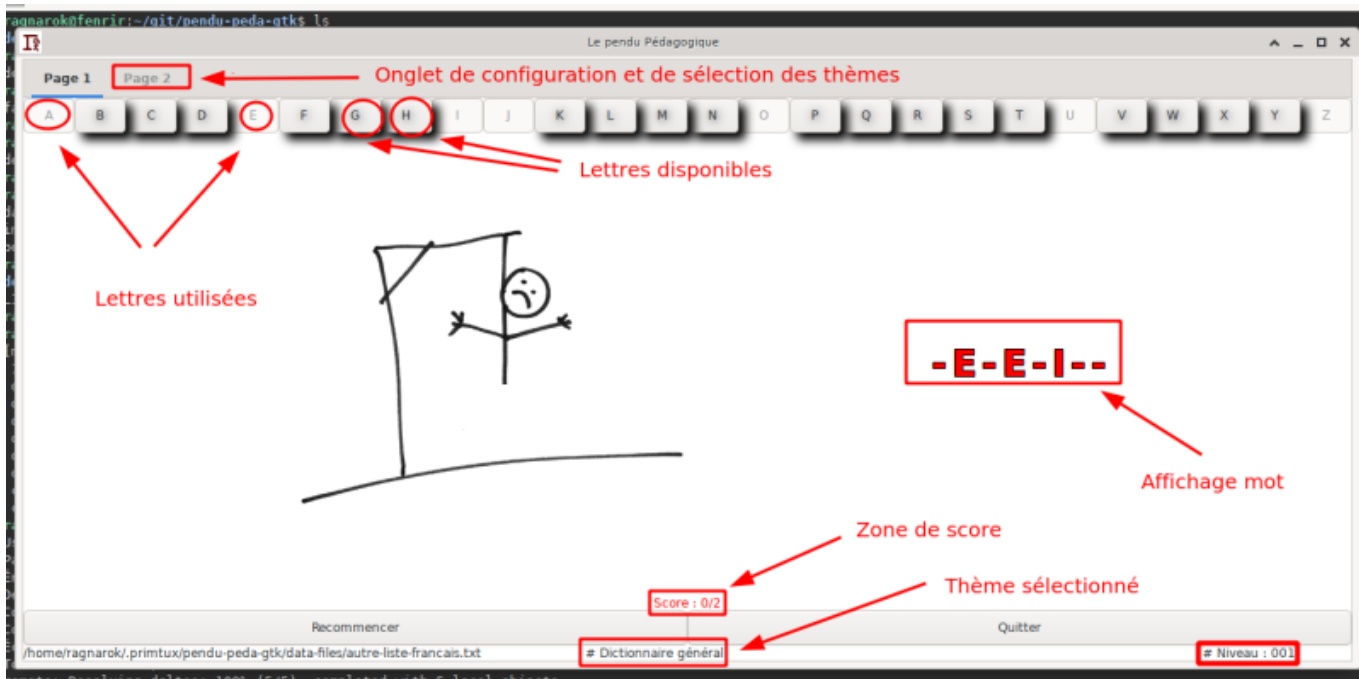 ragnarok@fenrir:~/git/pendu-peda-gtk$ ls
Le pendu Pédagogique
Page 1 Page 2 Onglet de configuration et de sélection des thèmes
A B C D E F G H I J K L M N O P Q R S T U V W X Y Z
Lettres disponibles
Lettres utilisées
-E-E-I--
Affichage mot
Zone de score
Thème sélectionné
Score : 0/2
Recommencer Quitter
/home/ragnarok/.primtux/pendu-peda-gtk/data-files/autre-liste-francais.txt # Dictionnaire général # Niveau : 001